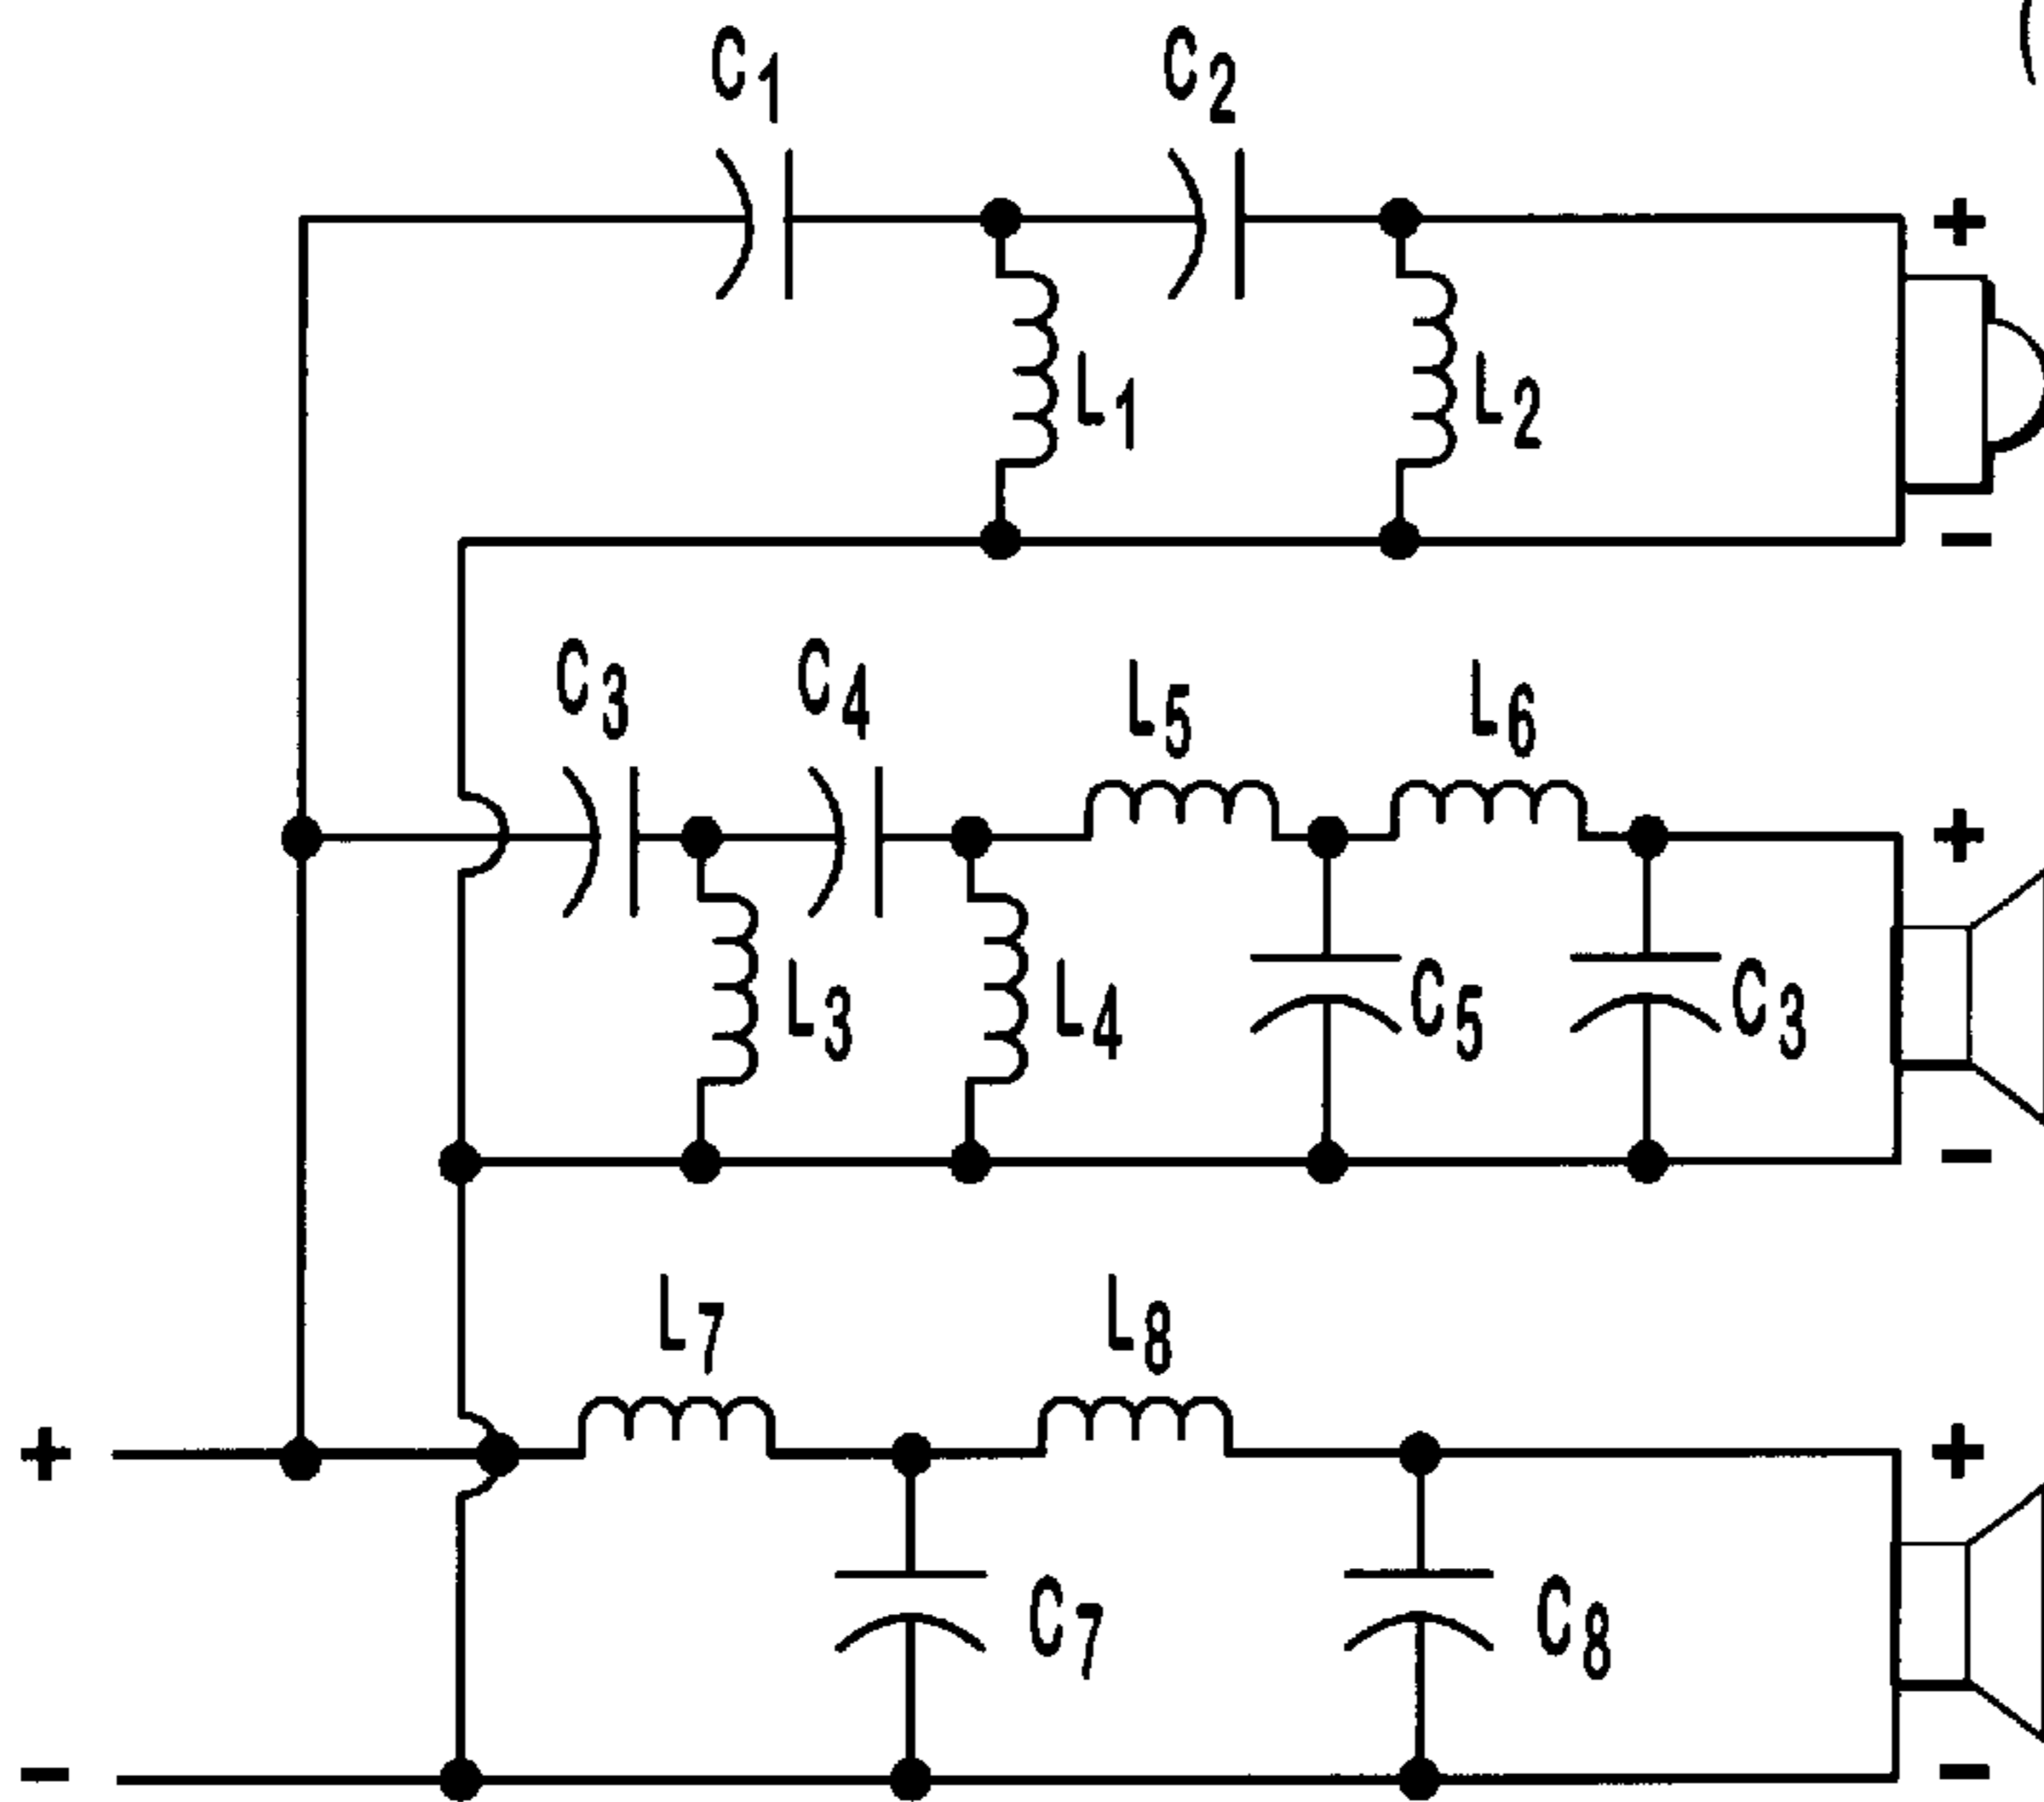 C1 C2
+
L1 L2
−
C3 C4 L5 L6
+
L3 L4 C5 C3
−
L7 L8
+ +
C7 C8
− −